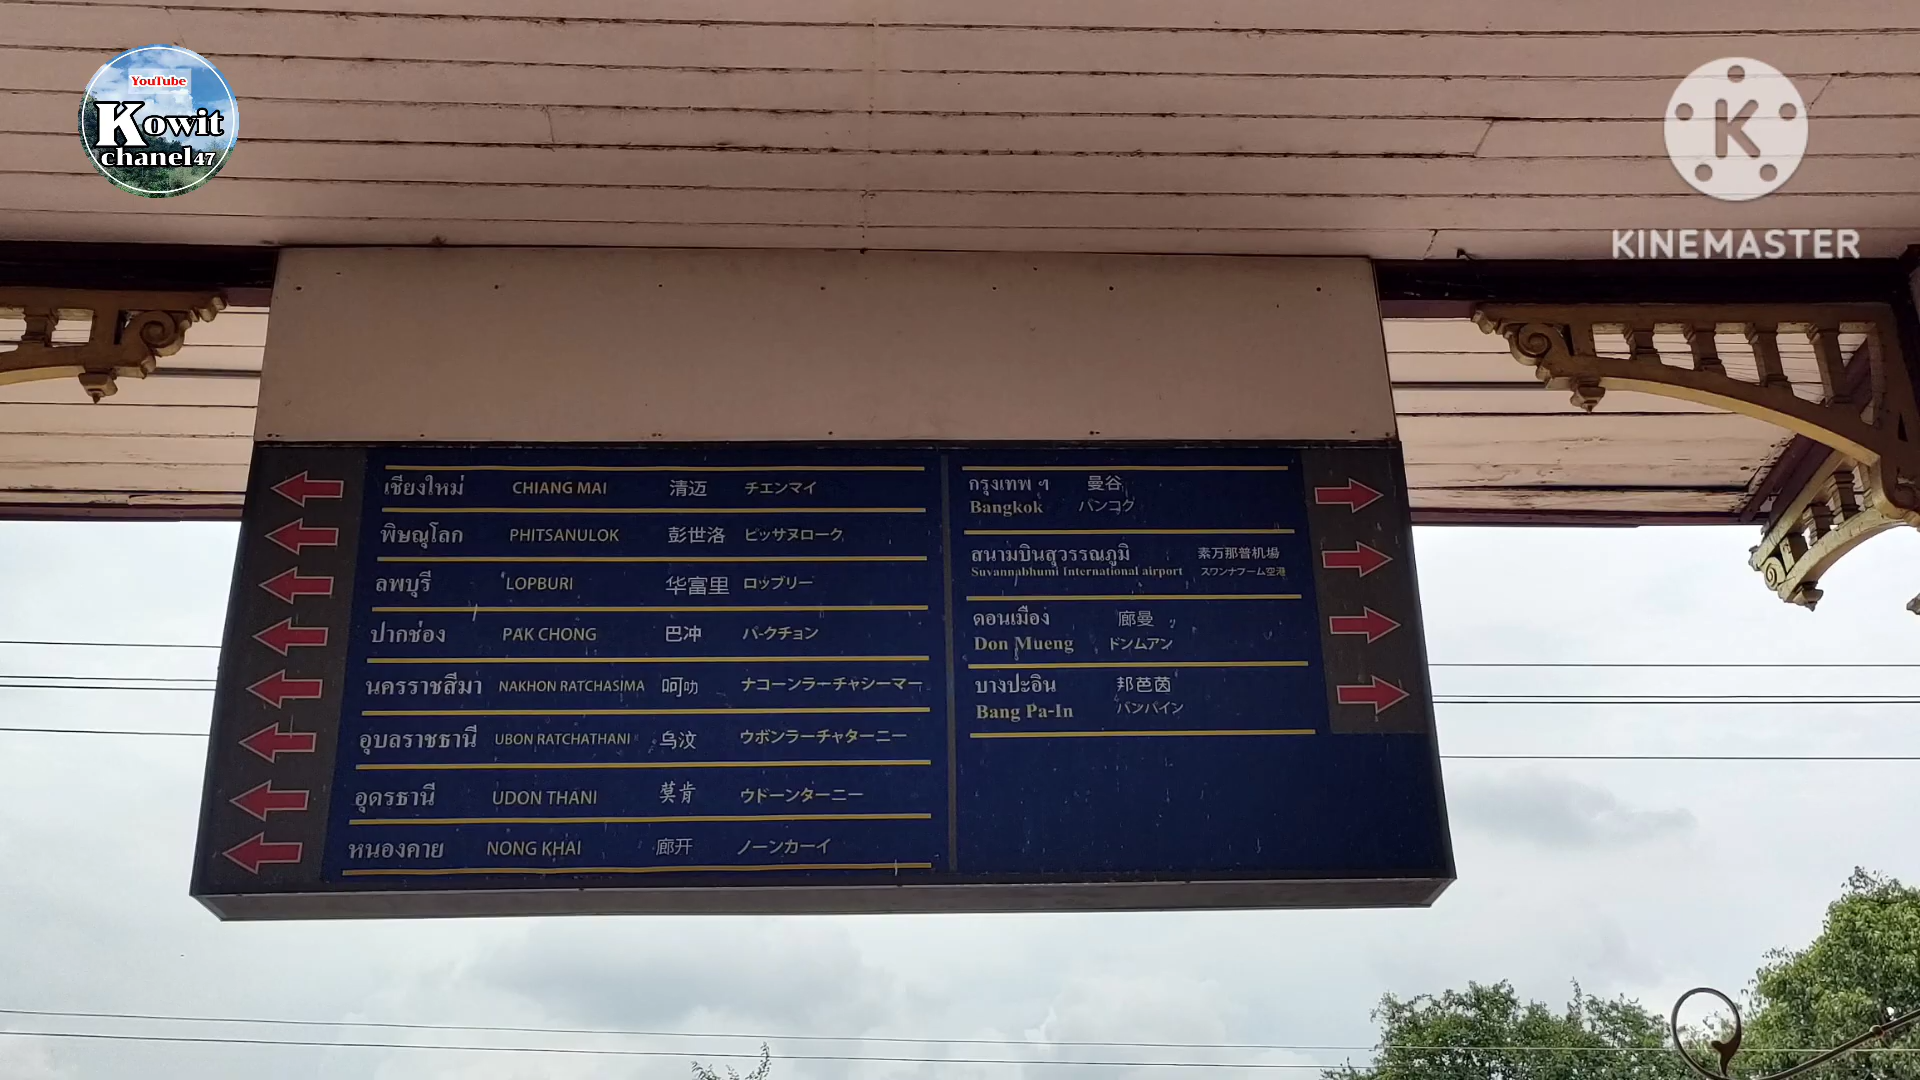 YouTube
Kowit
chanel47
KINEMASTER
เชียงใหม่ CHIANG MAI 清迈 チエンマイ
พิษณุโลก PHITSANULOK 彭世洛 ピッサヌローク
ลพบุรี LOPBURI 华富里 ロッブリー
ปากช่อง PAK CHONG 巴冲 パークチョン
นครราชสีมา NAKHON RATCHASIMA 呵叻 ナコーンラーチャシーマー
อุบลราชธานี UBON RATCHATHANI 乌汶 ウボンラーチャターニー
อุดรธานี UDON THANI 莫肯 ウドーンターニー
หนองคาย NONG KHAI 廊开 ノーンカーイ
กรุงเทพ ฯ 曼谷
Bangkok バンコク
สนามบินสุวรรณภูมิ 素万那普机场
Suvannabhumi International airport スワンナプーム空港
ดอนเมือง 廊曼
Don Mueng ドンムアン
บางปะอิน 邦芭茵
Bang Pa-In バンパイン